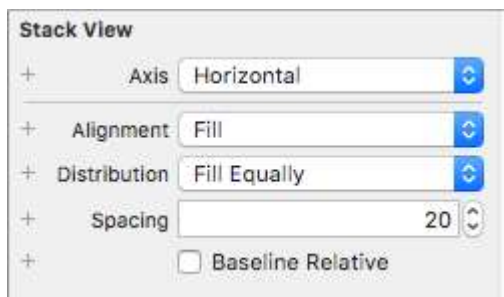 Stack View
+ Axis Horizontal
+ Alignment Fill
+ Distribution Fill Equally
+ Spacing 20
+ Baseline Relative